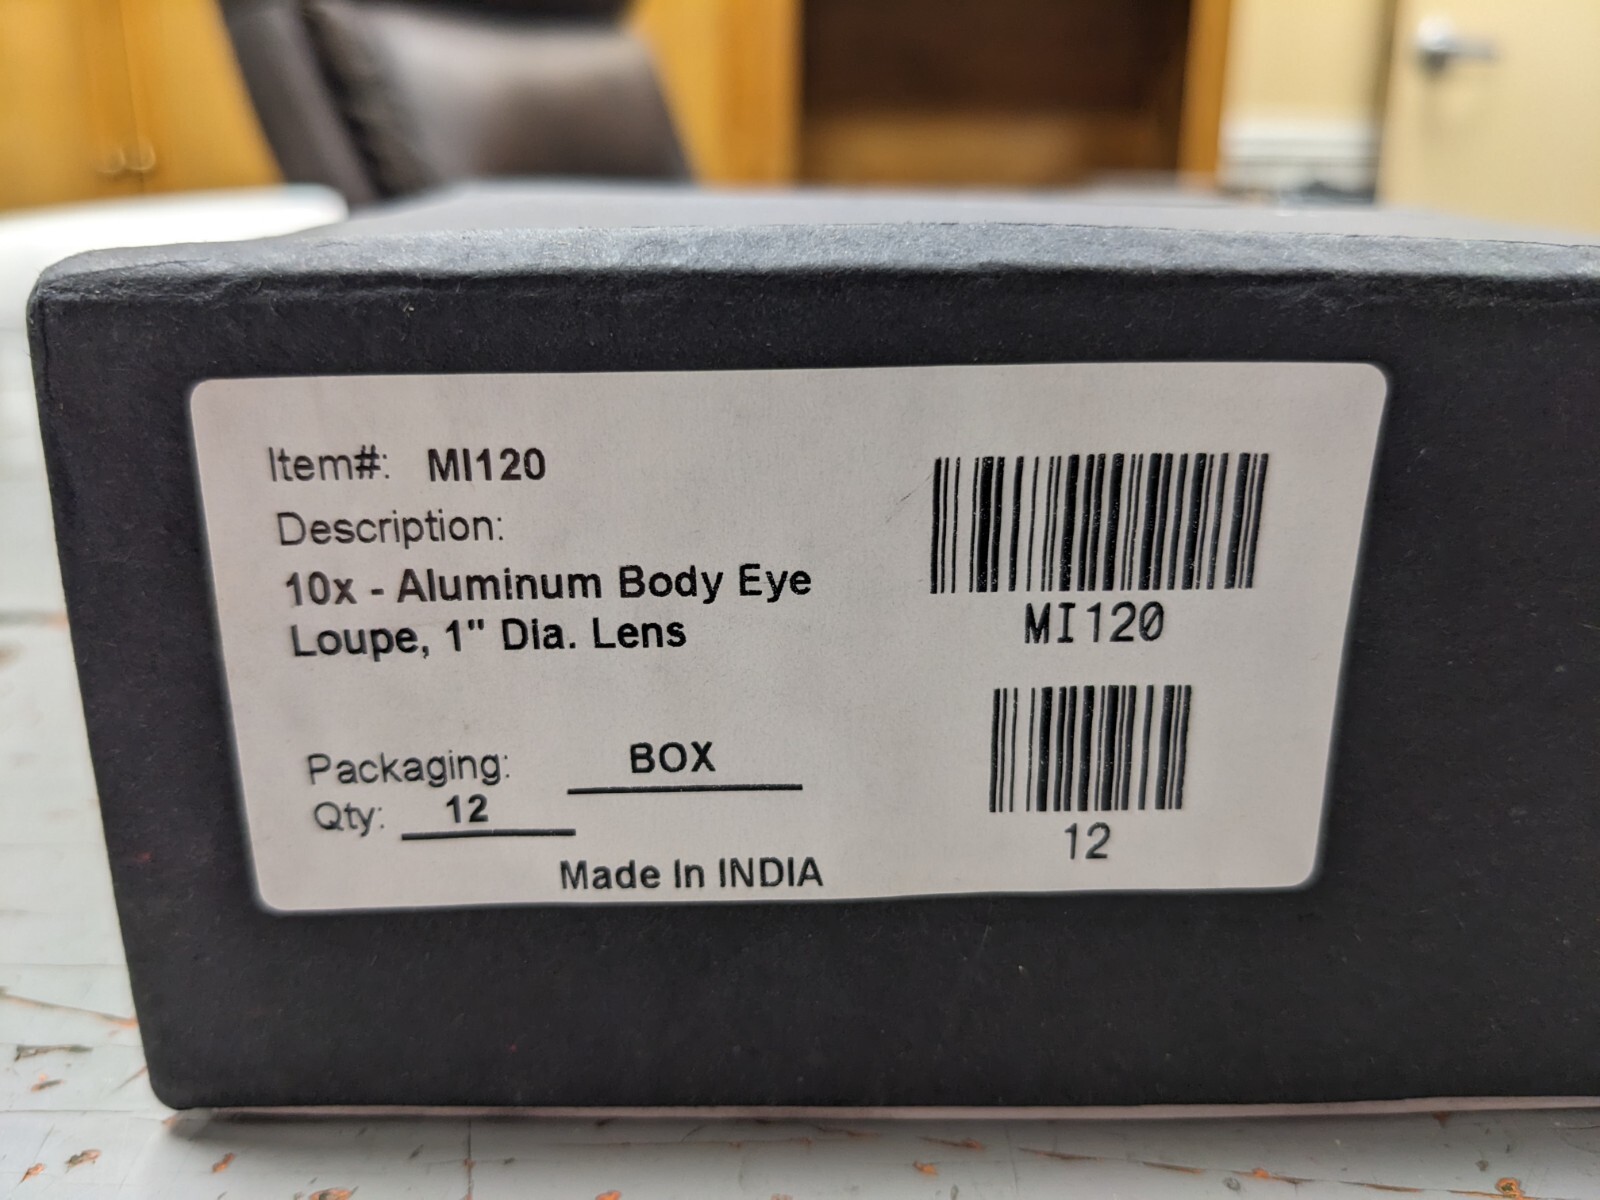 Item#: MI120
Description:
10x - Aluminum Body Eye
Loupe, 1" Dia. Lens
Packaging: BOX
Qty: 12
Made In INDIA
MI120
12